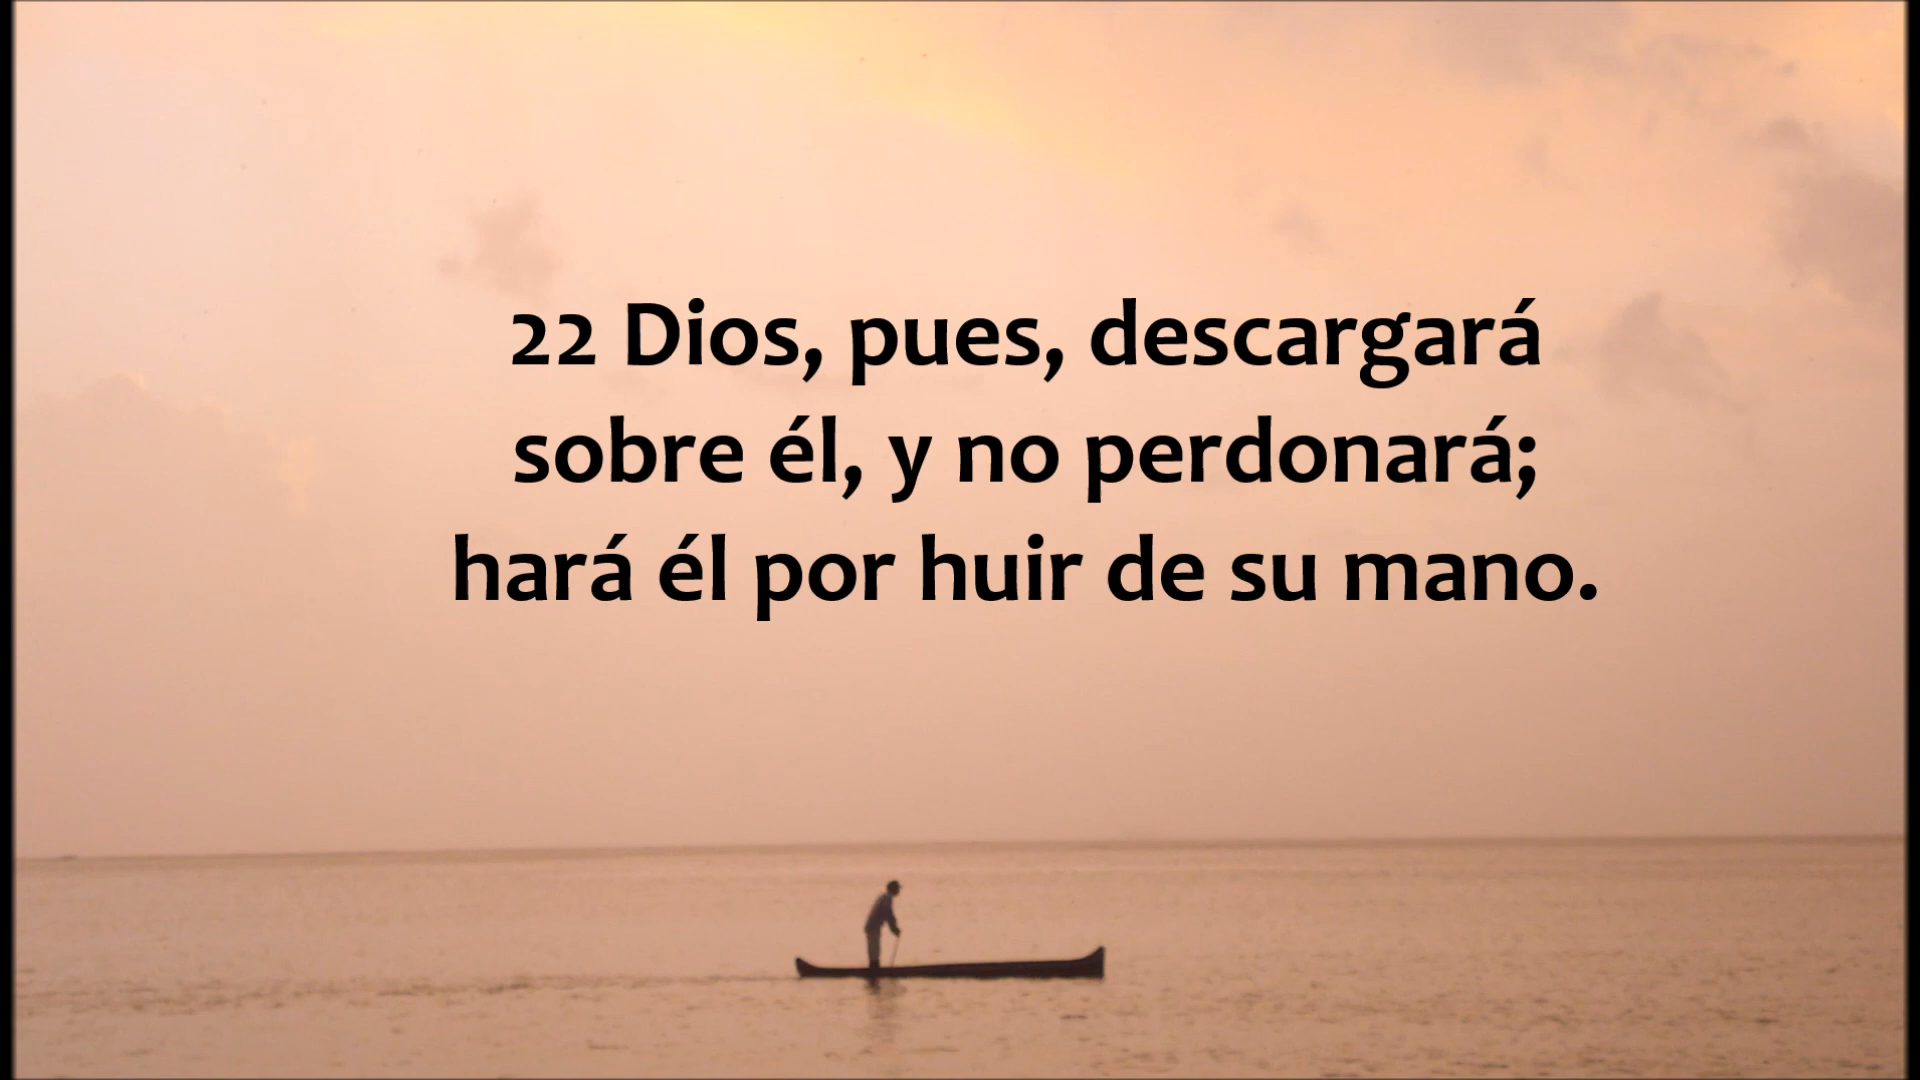 22 Dios, pues, descargará
sobre él, y no perdonará;
hará él por huir de su mano.